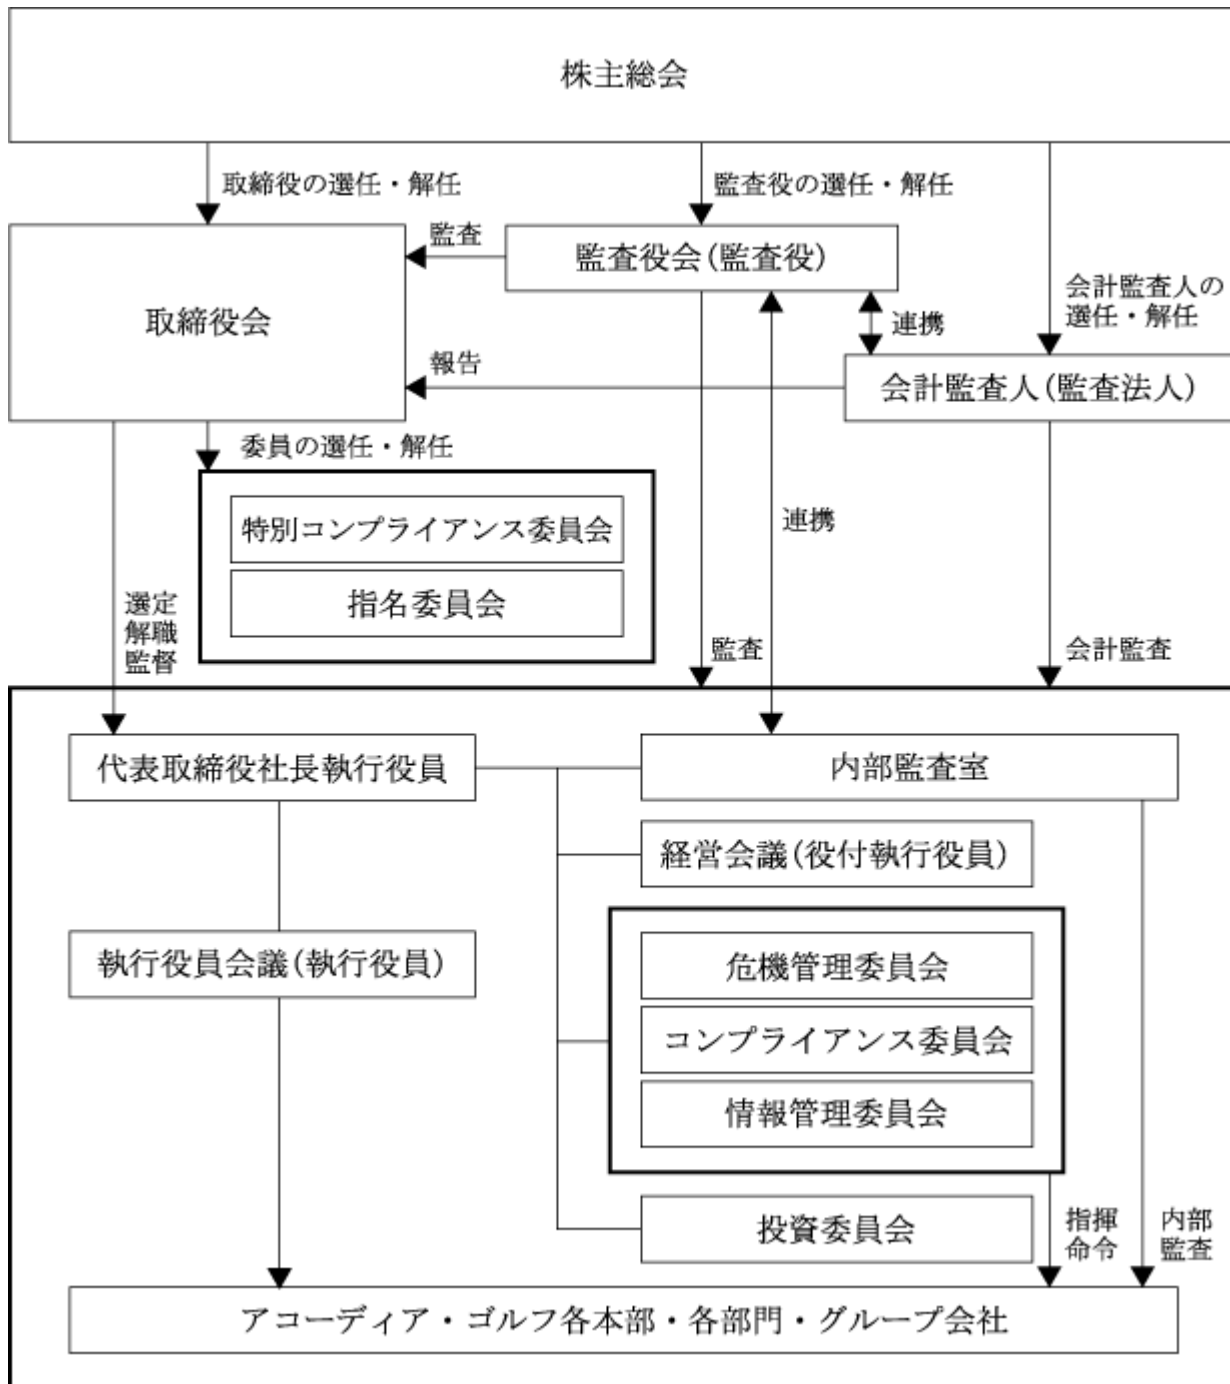 株主総会
取締役の選任・解任
監査役の選任・解任
監査
監査役会(監査役)
取締役会
会計監査人の
選任・解任
連携
報告
会計監査人(監査法人)
委員の選任・解任
特別コンプライアンス委員会
指名委員会
連携
選定
解職
監督
監査
会計監査
代表取締役社長執行役員
内部監査室
経営会議(役付執行役員)
執行役員会議(執行役員)
危機管理委員会
コンプライアンス委員会
情報管理委員会
投資委員会
指揮
命令
内部
監査
アコーディア・ゴルフ各本部・各部門・グループ会社